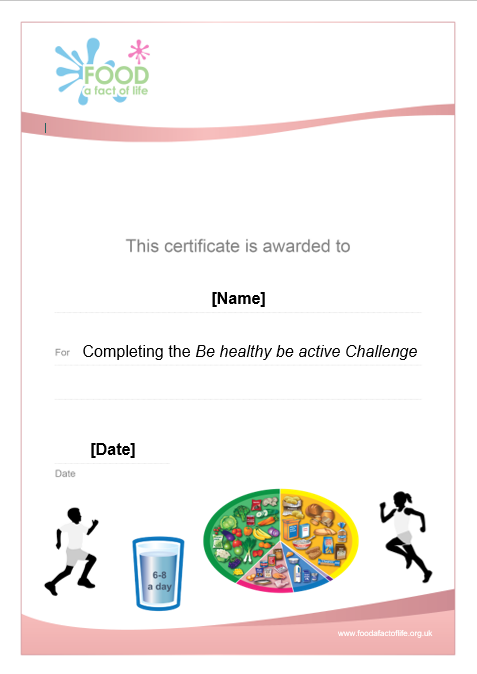 FOOD
a fact of life
This certificate is awarded to
[Name]
For Completing the Be healthy be active Challenge
[Date]
Date
6-8
a day
www.foodafactoflife.org.uk